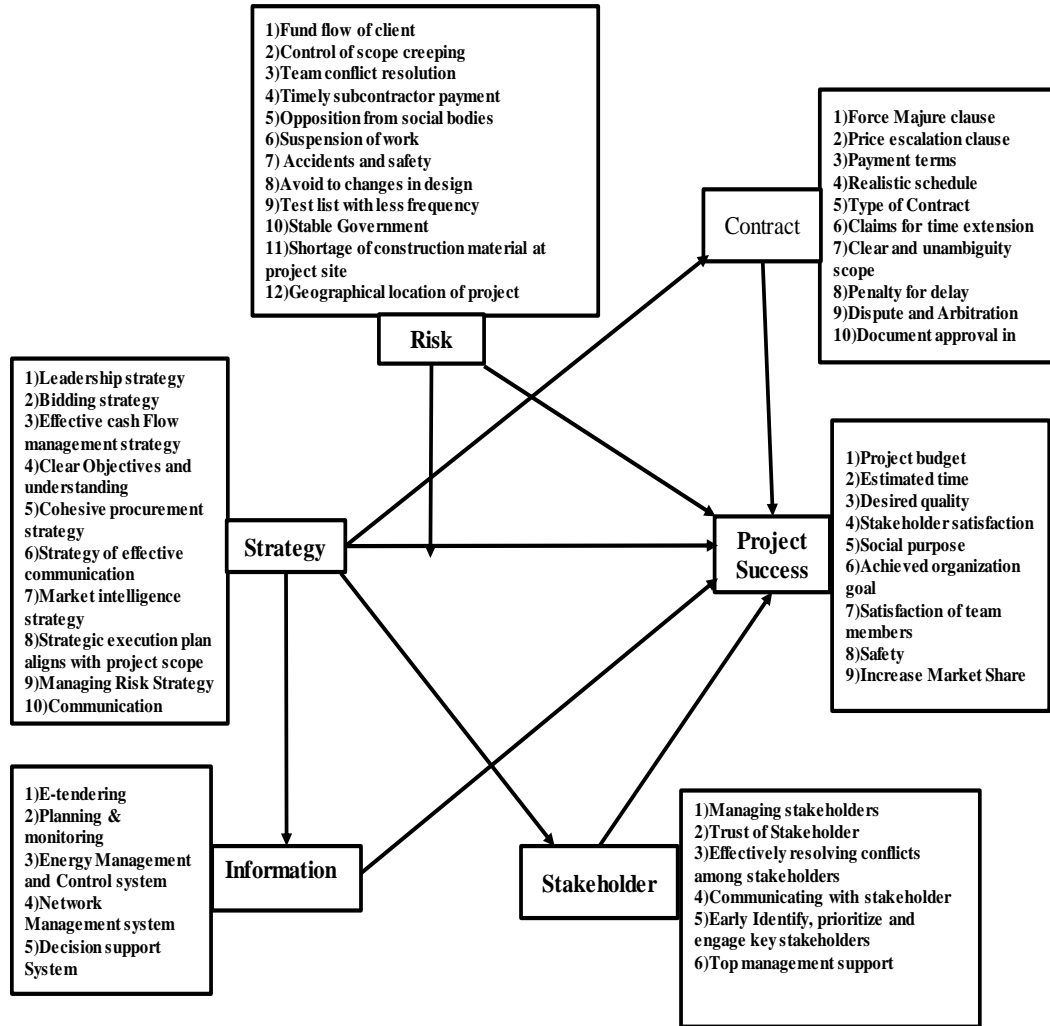 1)Fund flow of client
2)Control of scope creeping
3)Team conflict resolution
4)Timely subcontractor payment
5)Opposition from social bodies
6)Suspension of work
7) Accidents and safety
8)Avoid to changes in design
9)Test list with less frequency
10)Stable Government
11)Shortage of construction material at
project site
12)Geographical location of project
Risk
1)Force Majure clause
2)Price escalation clause
3)Payment terms
4)Realistic schedule
5)Type of Contract
6)Claims for time extension
7)Clear and unambiguity
scope
8)Penalty for delay
9)Dispute and Arbitration
10)Document approval in
Contract
1)Leadership strategy
2)Bidding strategy
3)Effective cash Flow
management strategy
4)Clear Objectives and
understanding
5)Cohesive procurement
strategy
6)Strategy of effective
communication
7)Market intelligence
strategy
8)Strategic execution plan
aligns with project scope
9)Managing Risk Strategy
10)Communication
Strategy
Project
Success
1)Project budget
2)Estimated time
3)Desired quality
4)Stakeholder satisfaction
5)Social purpose
6)Achieved organization
goal
7)Satisfaction of team
members
8)Safety
9)Increase Market Share
1)E-tendering
2)Planning &
monitoring
3)Energy Management
and Control system
4)Network
Management system
5)Decision support
System
Information
Stakeholder
1)Managing stakeholders
2)Trust of Stakeholder
3)Effectively resolving conflicts
among stakeholders
4)Communicating with stakeholder
5)Early Identify, prioritize and
engage key stakeholders
6)Top management support